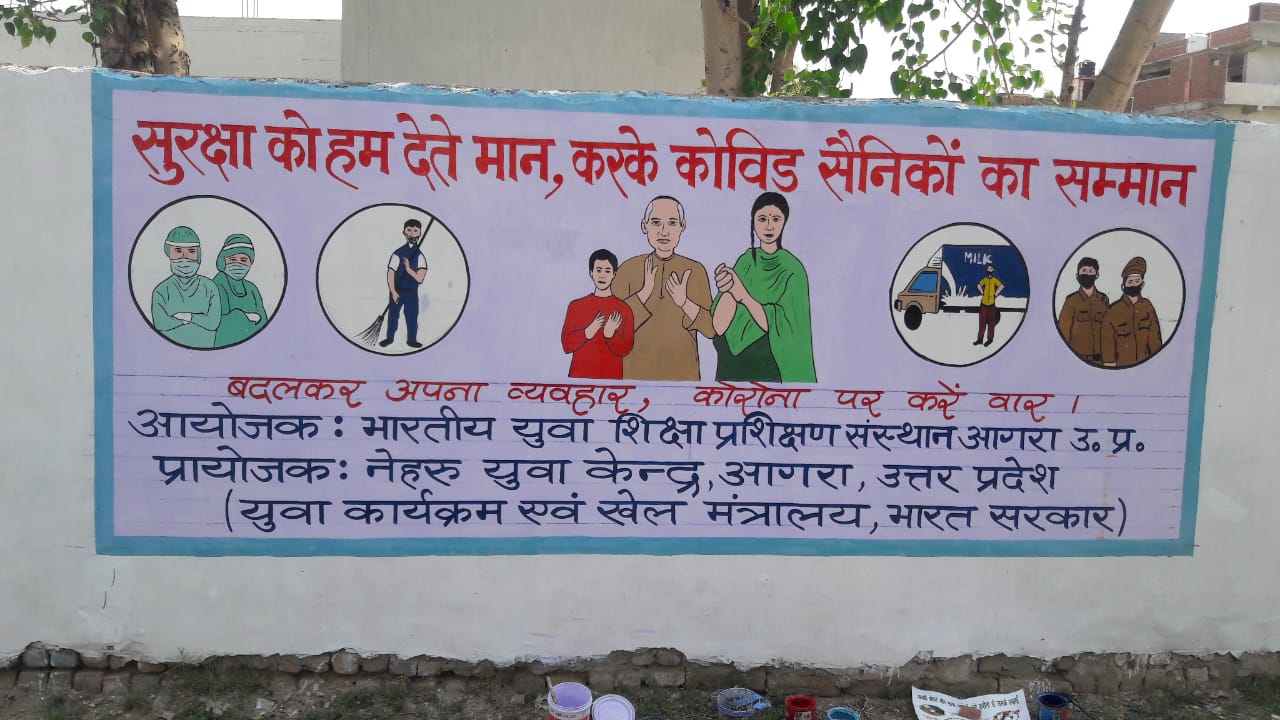 सुरक्षा को हम देते मान, करके कोविड सैनिकों का सम्मान
MILK
बदलकर अपना व्यवहार, कोरोना पर करें वार ।
आयोजक : भारतीय युवा शिक्षा प्रशिक्षण संस्थान आगरा उ. प्र.
प्रायोजक : नेहरु युवा केन्द्र, आगरा, उत्तर प्रदेश
(युवा कार्यक्रम एवं खेल मंत्रालय, भारत सरकार)